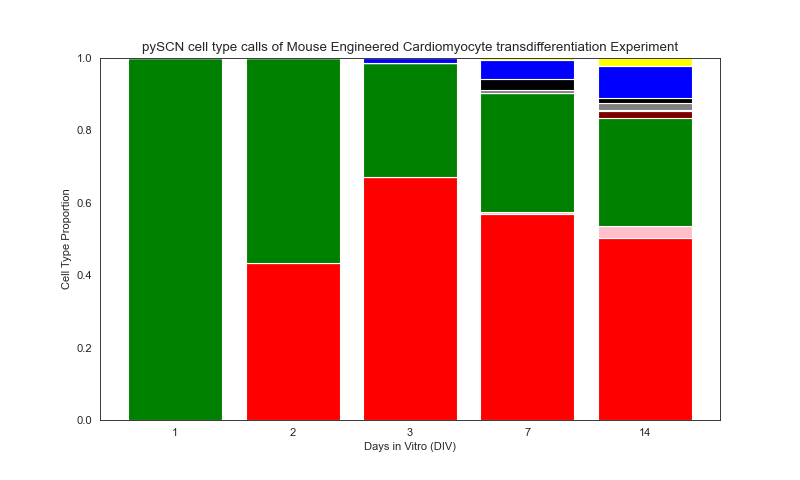 pySCN cell type calls of Mouse Engineered Cardiomyocyte transdifferentiation Experiment
1.0
0.8
0.6
0.4
0.2
0.0
Cell Type Proportion
1 2 3 7 14
Days in Vitro (DIV)